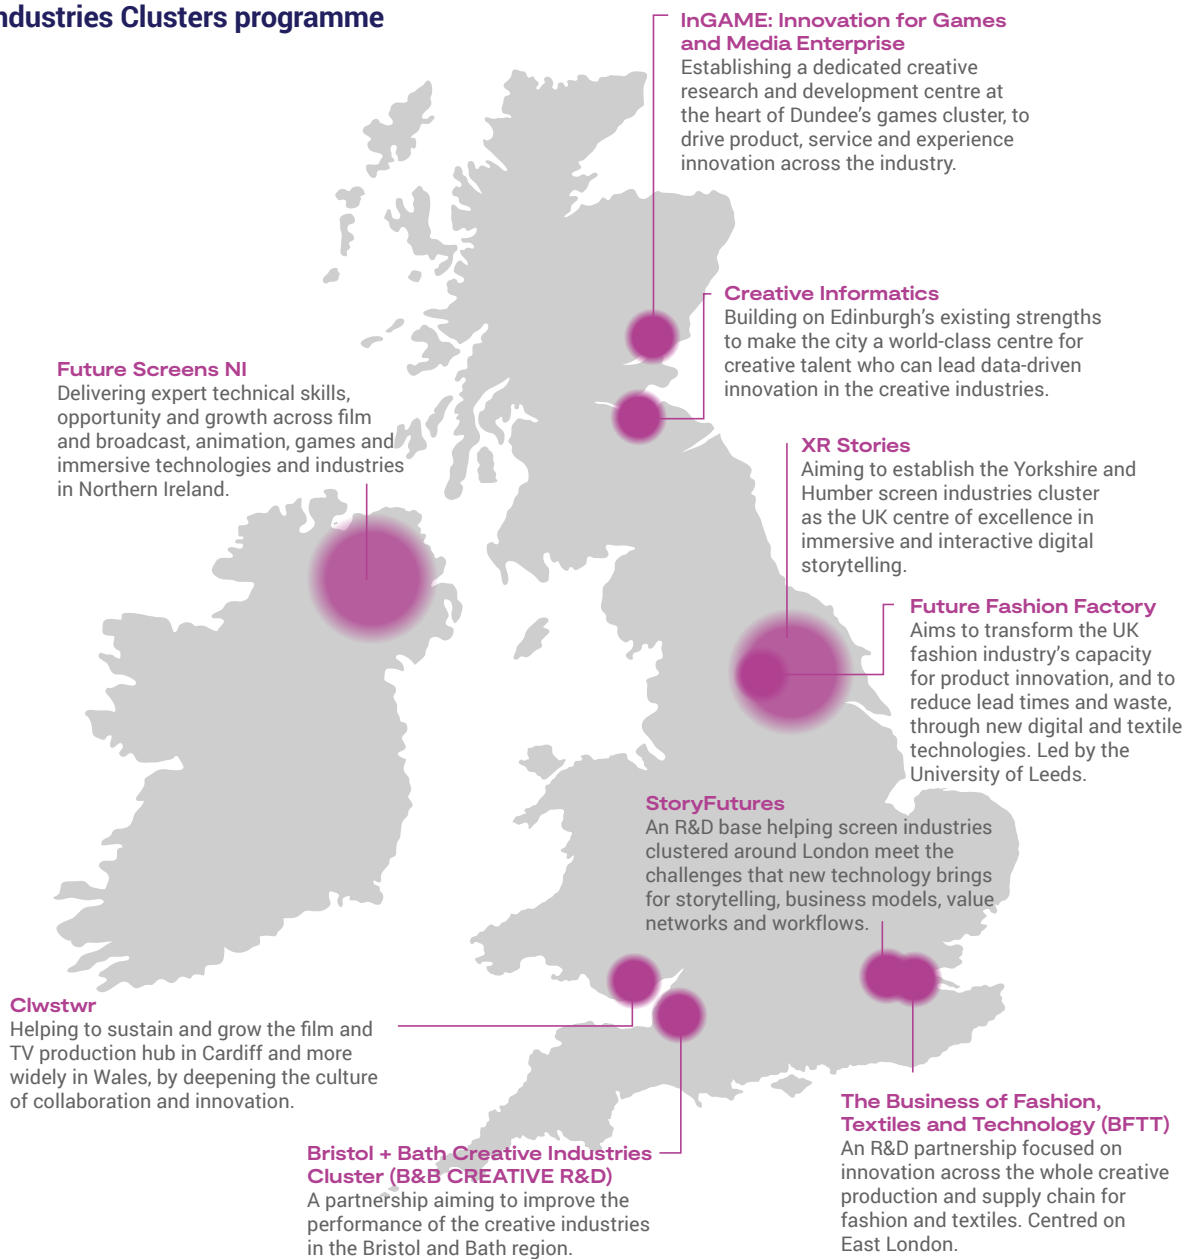 ndustries Clusters programme
InGAME: Innovation for Games
and Media Enterprise
Establishing a dedicated creative
research and development centre at
the heart of Dundee's games cluster, to
drive product, service and experience
innovation across the industry.
Creative Informatics
Building on Edinburgh's existing strengths
to make the city a world-class centre for
creative talent who can lead data-driven
innovation in the creative industries.
Future Screens NI
Delivering expert technical skills,
opportunity and growth across film
and broadcast, animation, games and
immersive technologies and industries
in Northern Ireland.
XR Stories
Aiming to establish the Yorkshire and
Humber screen industries cluster
as the UK centre of excellence in
immersive and interactive digital
storytelling.
Future Fashion Factory
Aims to transform the UK
fashion industry's capacity
for product innovation, and to
reduce lead times and waste,
through new digital and textile
technologies. Led by the
University of Leeds.
StoryFutures
An R&D base helping screen industries
clustered around London meet the
challenges that new technology brings
for storytelling, business models, value
networks and workflows.
Clwstwr
Helping to sustain and grow the film and
TV production hub in Cardiff and more
widely in Wales, by deepening the culture
of collaboration and innovation.
Bristol + Bath Creative Industries
Cluster (B&B CREATIVE R&D)
A partnership aiming to improve the
performance of the creative industries
in the Bristol and Bath region.
The Business of Fashion,
Textiles and Technology (BFTT)
An R&D partnership focused on
innovation across the whole creative
production and supply chain for
fashion and textiles. Centred on
East London.